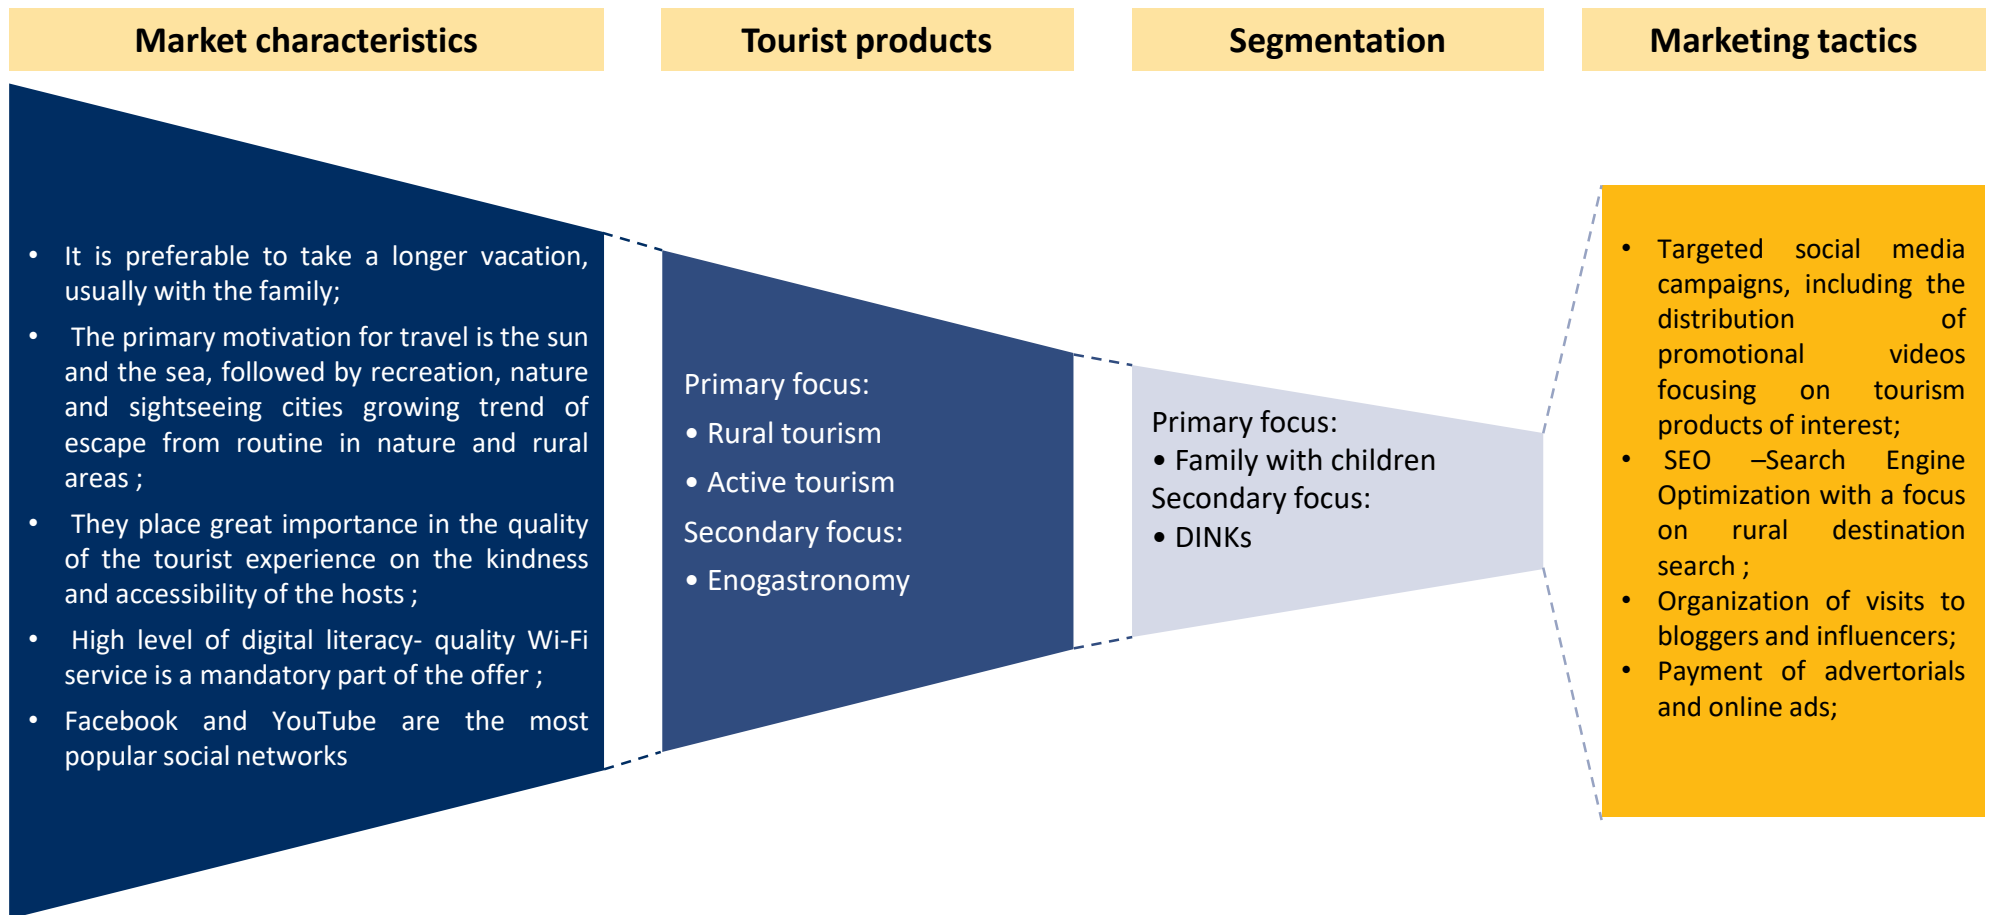 Market characteristics
Tourist products
Segmentation
Marketing tactics
• It is preferable to take a longer vacation,
usually with the family;
• The primary motivation for travel is the sun
and the sea, followed by recreation, nature
and sightseeing cities growing trend of
escape from routine in nature and rural
areas ;
• They place great importance in the quality
of the tourist experience on the kindness
and accessibility of the hosts ;
• High level of digital literacy- quality Wi-Fi
service is a mandatory part of the offer ;
• Facebook and YouTube are the most
popular social networks
Primary focus:
• Rural tourism
• Active tourism
Secondary focus:
• Enogastronomy
Primary focus:
• Family with children
Secondary focus:
• DINKs
• Targeted social media
campaigns, including the
distribution of
promotional videos
focusing on tourism
products of interest;
• SEO –Search Engine
Optimization with a focus
on rural destination
search ;
• Organization of visits to
bloggers and influencers;
• Payment of advertorials
and online ads;